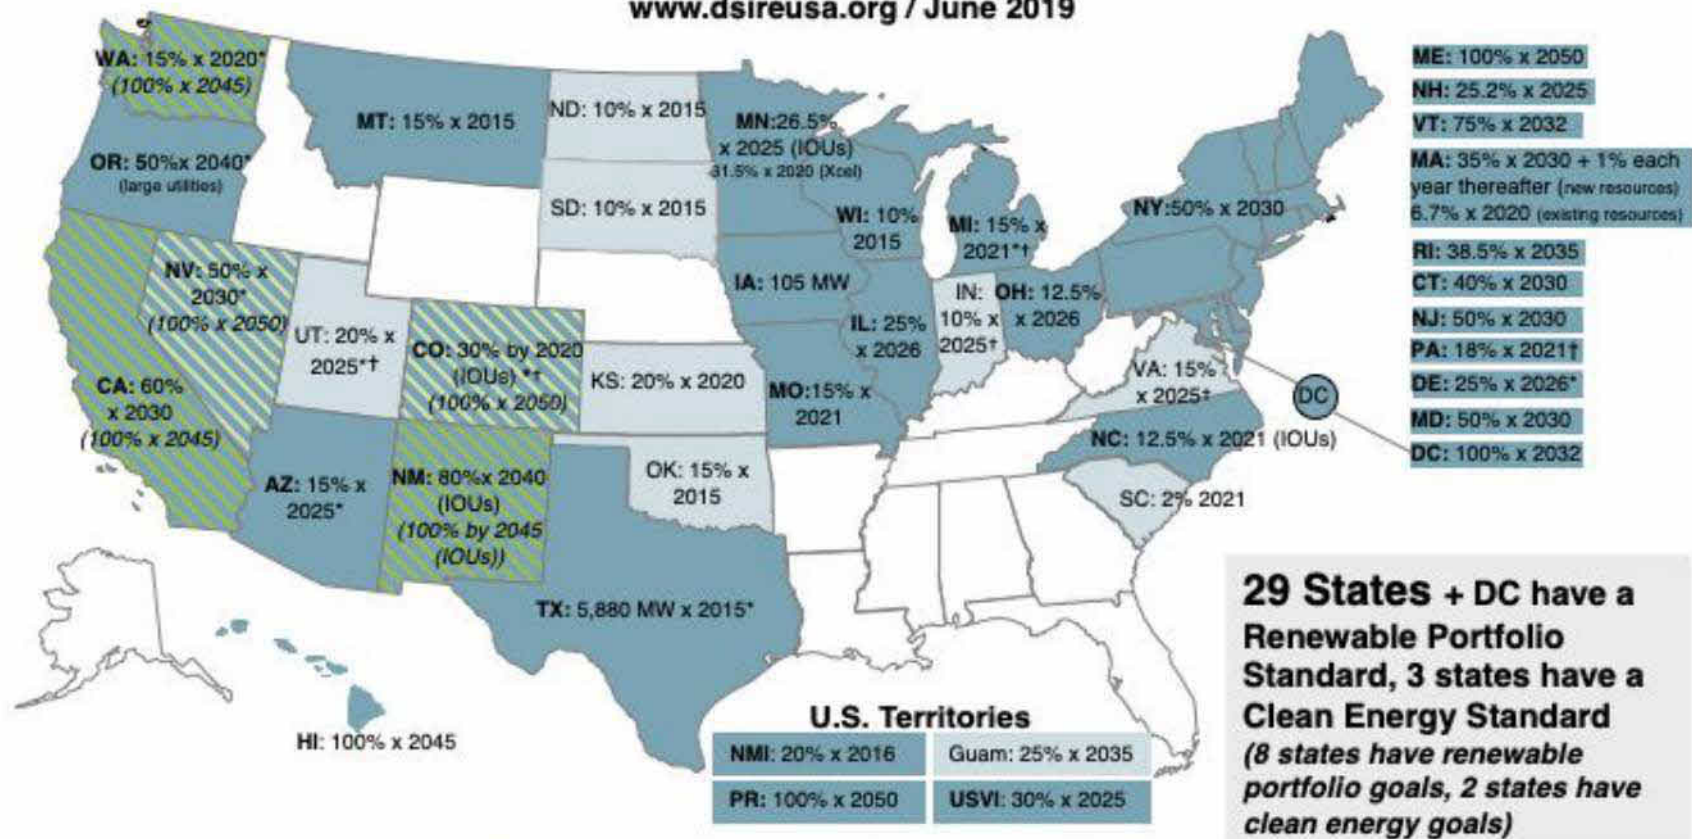 www.dsireusa.org / June 2019
WA: 15% x 2020*
(100% x 2045)
OR: 50%x 2040*
(large utilities)
MT: 15% x 2015
ND: 10% x 2015
SD: 10% x 2015
MN:26.5%
x 2025 (IOUs)
31.5% x 2020 (Xcel)
WI: 10%
2015
MI: 15% x
2021*†
NY:50% x 2030
IA: 105 MW
IN:
10% x
2025†
OH: 12.5%
x 2026
IL: 25%
x 2026
NV: 50% x
2030*
(100% x 2050)
UT: 20% x
2025*†
CO: 30% by 2020
(IOUs) *†
(100% x 2050)
KS: 20% x 2020
MO:15% x
2021
VA: 15%
x 2025†
DC
CA: 60%
x 2030
(100% x 2045)
NC: 12.5% x 2021 (IOUs)
AZ: 15% x
2025*
NM: 80%x 2040
(IOUs)
(100% by 2045
(IOUs))
OK: 15% x
2015
SC: 2% 2021
TX: 5,880 MW x 2015*
HI: 100% x 2045
ME: 100% x 2050
NH: 25.2% x 2025
VT: 75% x 2032
MA: 35% x 2030 + 1% each
year thereafter (new resources)
6.7% x 2020 (existing resources)
RI: 38.5% x 2035
CT: 40% x 2030
NJ: 50% x 2030
PA: 18% x 2021†
DE: 25% x 2026*
MD: 50% x 2030
DC: 100% x 2032
U.S. Territories
NMI: 20% x 2016
Guam: 25% x 2035
PR: 100% x 2050
USVI: 30% x 2025
29 States + DC have a
Renewable Portfolio
Standard, 3 states have a
Clean Energy Standard
(8 states have renewable
portfolio goals, 2 states have
clean energy goals)